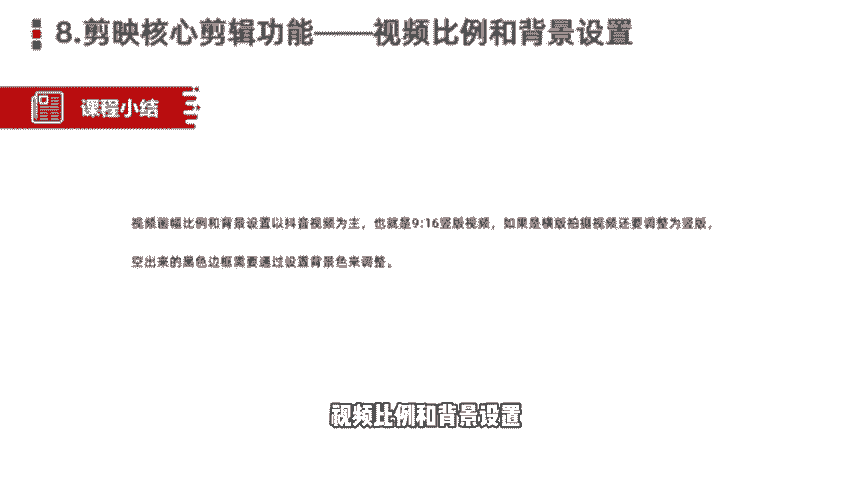 8.剪映核心剪辑功能——视频比例和背景设置
课程小结
视频画幅比例和背景设置以抖音视频为主，也就是9:16竖版视频，如果是横版拍摄视频还要调整为竖版，
空出来的黑色边框需要通过设置背景色来调整。
视频比例和背景设置